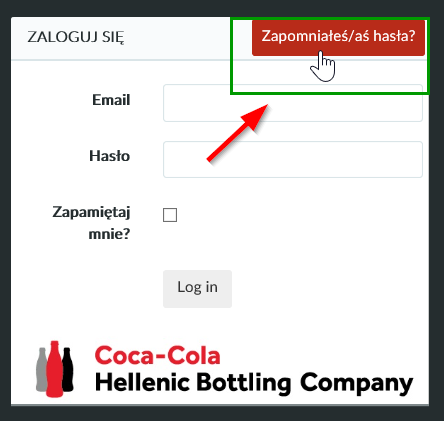 ZALOGUJ SIĘ
Zapomniałeś/aś hasła?
Email
Hasło
Zapamiętaj
mnie?
Log in
Coca-Cola
Hellenic Bottling Company